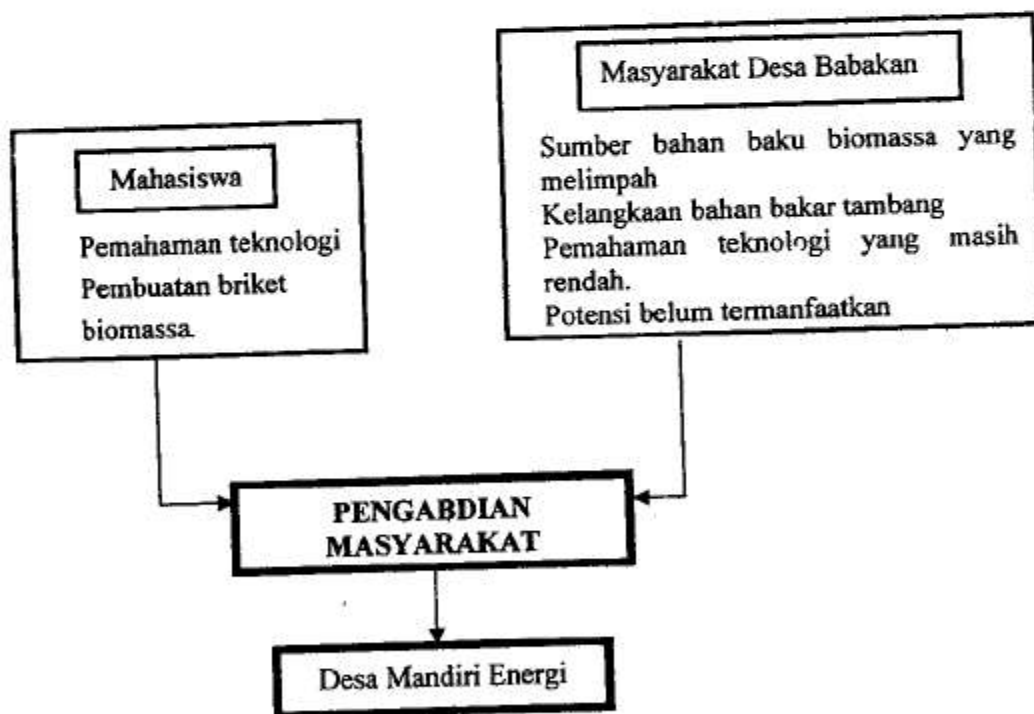 Mahasiswa
Pemahaman teknologi
Pembuatan briket
biomassa.
Masyarakat Desa Babakan
Sumber bahan baku biomassa yang
melimpah
Kelangkaan bahan bakar tambang
Pemahaman teknologi yang masih
rendah.
Potensi belum termanfaatkan
PENGABDIAN
MASYARAKAT
Desa Mandiri Energi